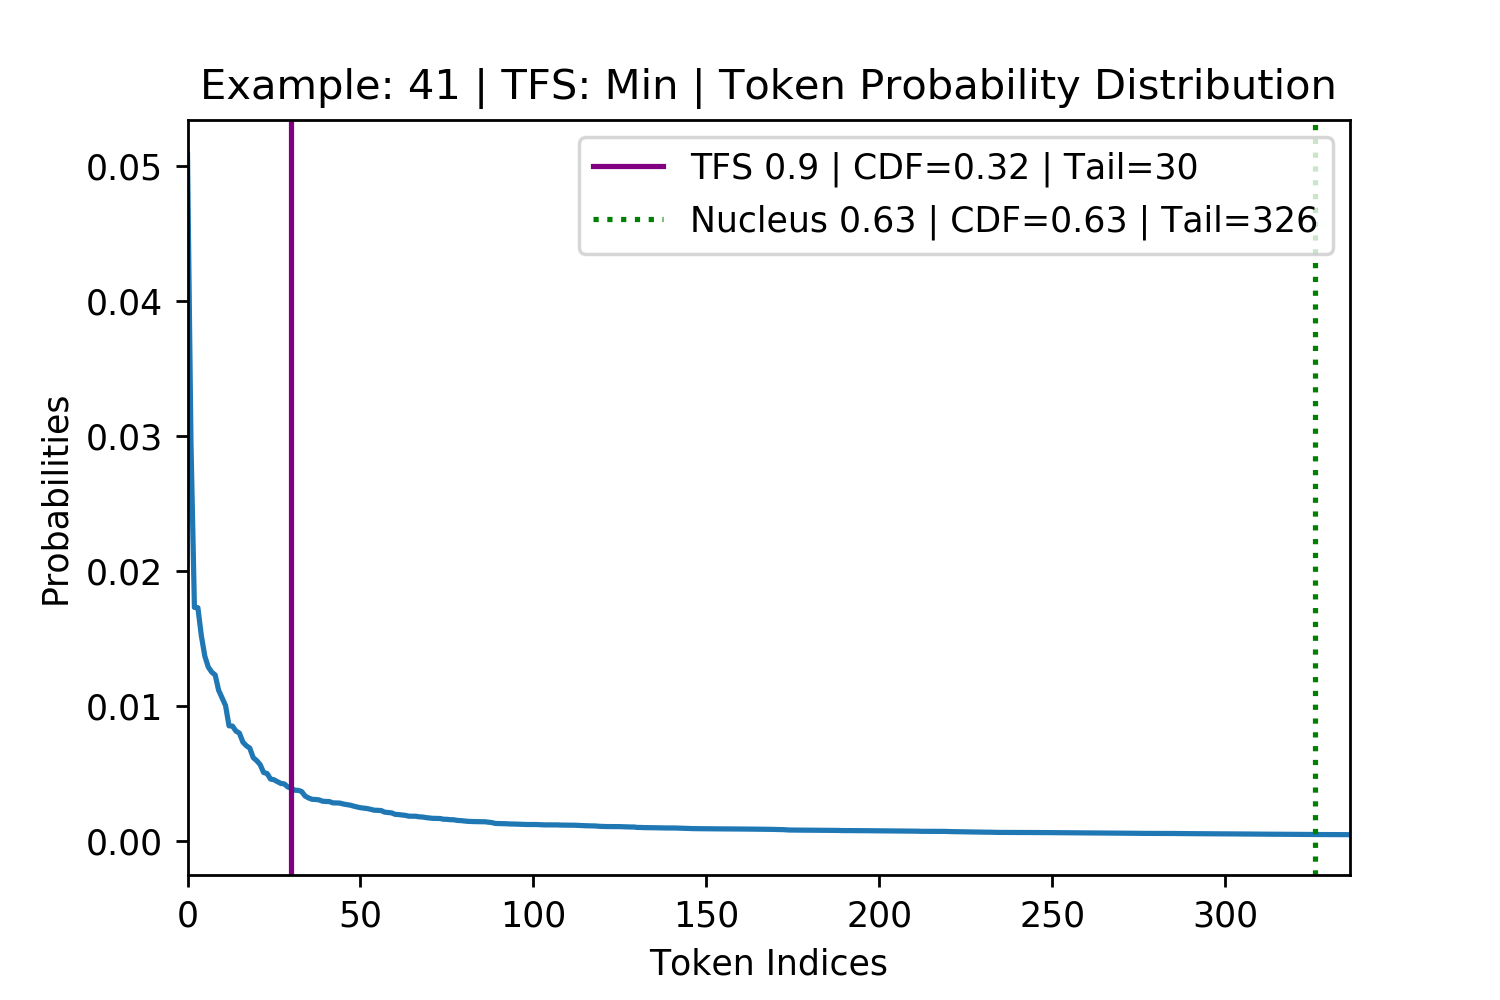 Example: 41 | TFS: Min | Token Probability Distribution
TFS 0.9 | CDF=0.32 | Tail=30
Nucleus 0.63 | CDF=0.63 | Tail=326
Probabilities
0.05
0.04
0.03
0.02
0.01
0.00
0 50 100 150 200 250 300
Token Indices